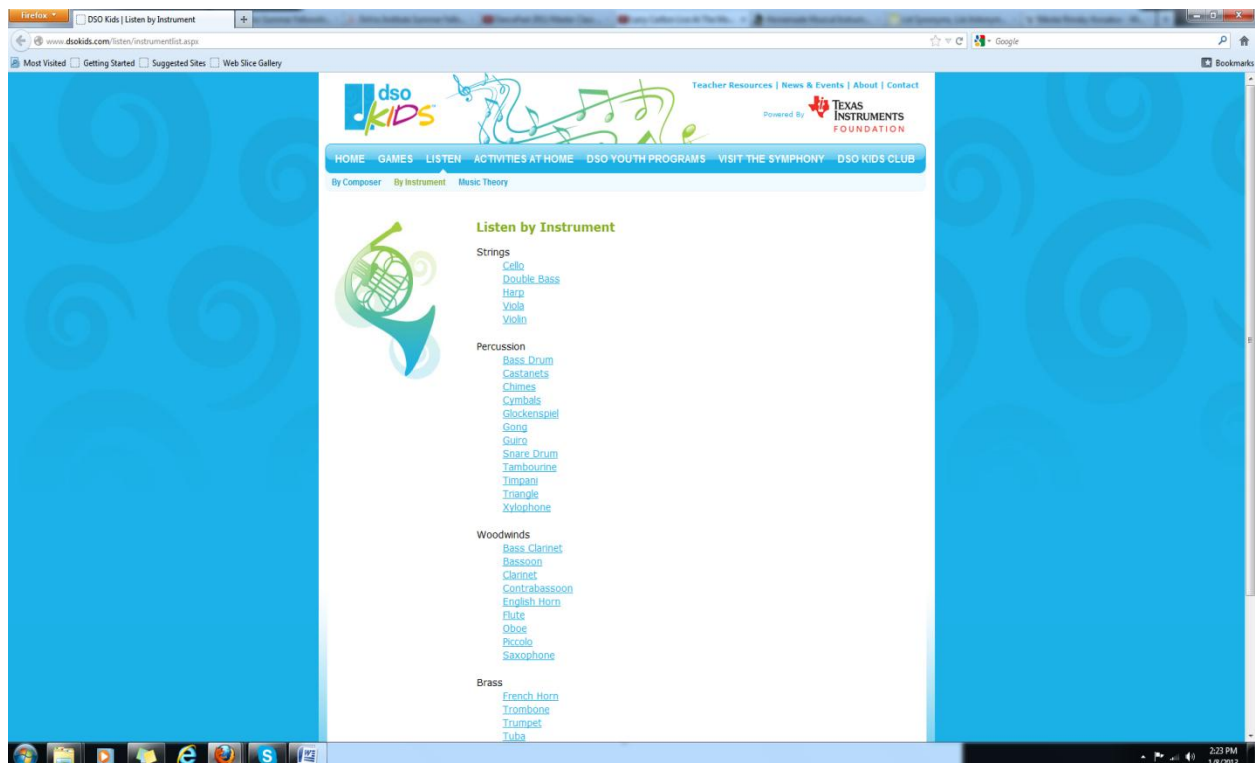 Firefox
DSO Kids | Listen by Instrument
www.dsokids.com/listen/instrumentlist.aspx
Google
Most Visited Getting Started Suggested Sites Web Slice Gallery
Bookmarks
dso KIDS
Teacher Resources | News & Events | About | Contact
Powered By TEXAS INSTRUMENTS FOUNDATION
HOME GAMES LISTEN ACTIVITIES AT HOME DSO YOUTH PROGRAMS VISIT THE SYMPHONY DSO KIDS CLUB
By Composer By Instrument Music Theory
Listen by Instrument
Strings
Cello
Double Bass
Harp
Viola
Violin
Percussion
Bass Drum
Castanets
Chimes
Cymbals
Glockenspiel
Gong
Guiro
Snare Drum
Tambourine
Timpani
Triangle
Xylophone
Woodwinds
Bass Clarinet
Bassoon
Clarinet
Contrabassoon
English Horn
Flute
Oboe
Piccolo
Saxophone
Brass
French Horn
Trombone
Trumpet
Tuba
2:23 PM
1/8/2013